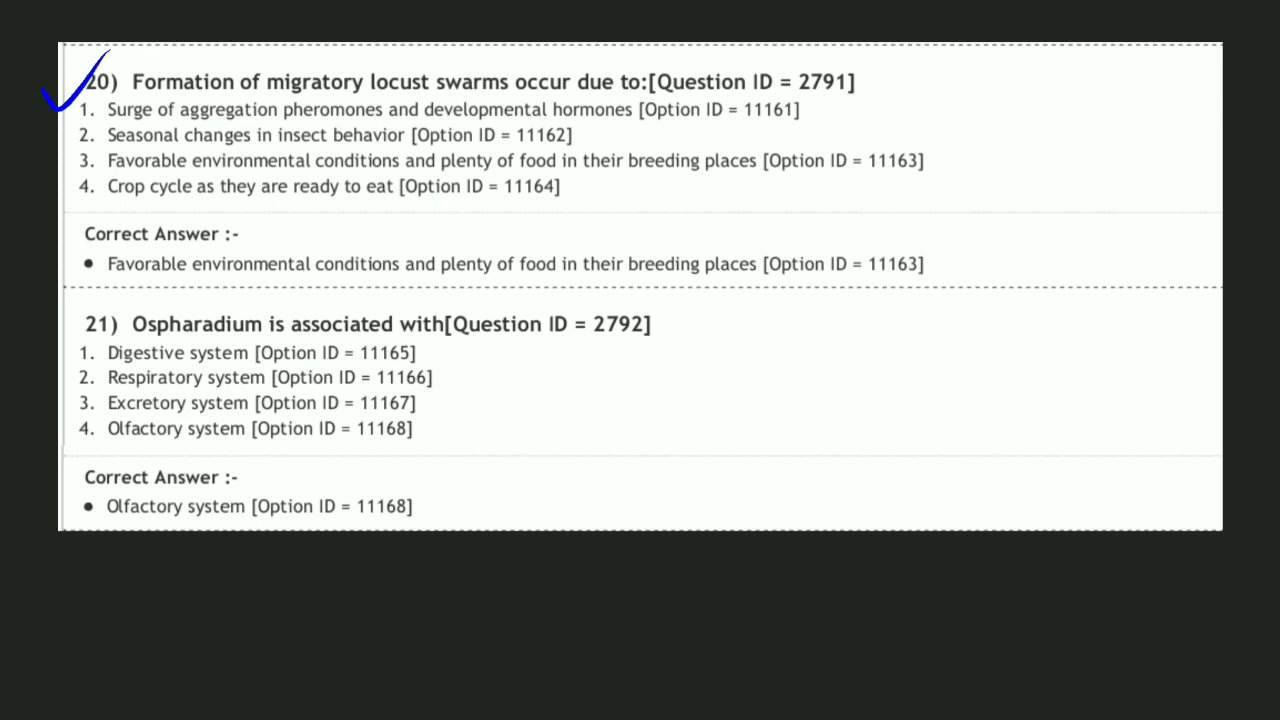 20) Formation of migratory locust swarms occur due to:[Question ID = 2791]
1. Surge of aggregation pheromones and developmental hormones [Option ID = 11161]
2. Seasonal changes in insect behavior [Option ID = 11162]
3. Favorable environmental conditions and plenty of food in their breeding places [Option ID = 11163]
4. Crop cycle as they are ready to eat [Option ID = 11164]
Correct Answer :-
• Favorable environmental conditions and plenty of food in their breeding places [Option ID = 11163]
21) Ospharadium is associated with[Question ID = 2792]
1. Digestive system [Option ID = 11165]
2. Respiratory system [Option ID = 11166]
3. Excretory system [Option ID = 11167]
4. Olfactory system [Option ID = 11168]
Correct Answer :-
• Olfactory system [Option ID = 11168]